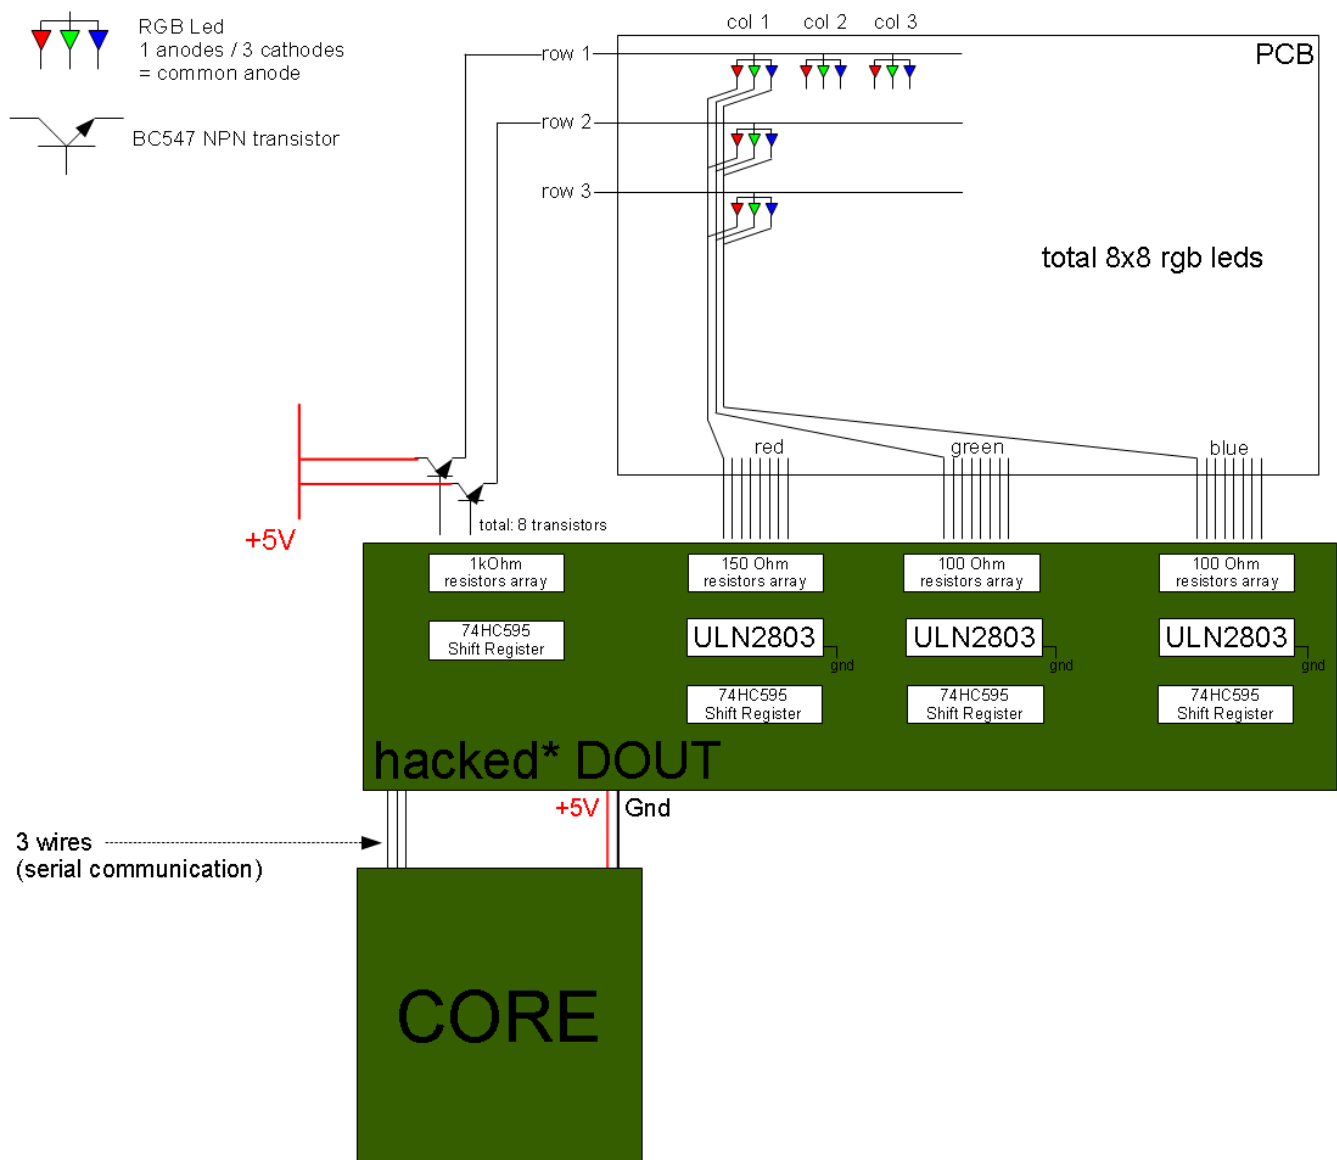 RGB Led
1 anodes / 3 cathodes
= common anode
BC547 NPN transistor
col 1
col 2
col 3
PCB
row 1
row 2
row 3
total 8x8 rgb leds
red
green
blue
+5V
total: 8 transistors
1kOhm
resistors array
150 Ohm
resistors array
100 Ohm
resistors array
100 Ohm
resistors array
74HC595
Shift Register
ULN2803
gnd
ULN2803
gnd
ULN2803
gnd
74HC595
Shift Register
74HC595
Shift Register
74HC595
Shift Register
hacked* DOUT
+5V
Gnd
3 wires
(serial communication)
CORE